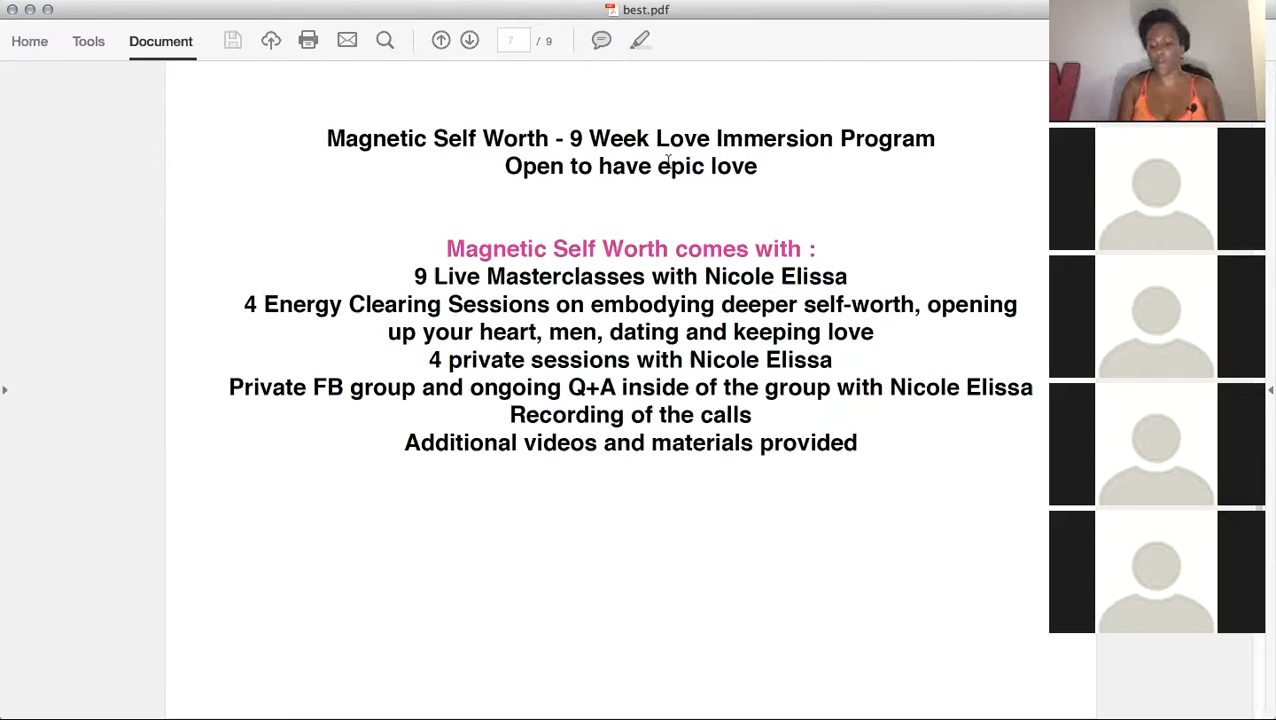 best.pdf
Home Tools Document 7 / 9
Magnetic Self Worth - 9 Week Love Immersion Program
Open to have epic love
Magnetic Self Worth comes with :
9 Live Masterclasses with Nicole Elissa
4 Energy Clearing Sessions on embodying deeper self-worth, opening
up your heart, men, dating and keeping love
4 private sessions with Nicole Elissa
Private FB group and ongoing Q+A inside of the group with Nicole Elissa
Recording of the calls
Additional videos and materials provided